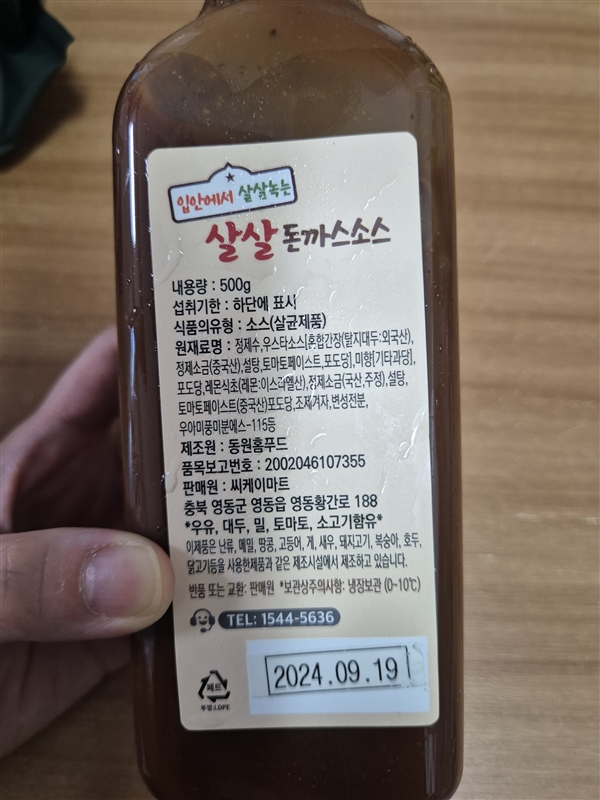 입안에서 살살녹는
살살 돈까스소스
내용량 : 500g
섭취기한 : 하단에 표시
식품의유형 : 소스(살균제품)
원재료명 : 정제수,우스타소스[혼합간장(탈지대두:외국산),
정제소금(중국산),설탕,토마토페이스트,포도당], 미향[기타과당],
포도당,레몬식초(레몬:이스라엘산),정제소금(국산,주정),설탕,
토마토페이스트(중국산)포도당,조제겨자,변성전분,
우아미풍미분에스-115등
제조원 : 동원홈푸드
품목보고번호 : 2002046107355
판매원 : 씨케이마트
충북 영동군 영동읍 영동황간로 188
*우유, 대두, 밀, 토마토, 소고기함유*
이제품은 난류, 메밀, 땅콩, 고등어, 게, 새우, 돼지고기, 복숭아, 호두,
닭고기등을 사용한제품과 같은 제조시설에서 제조하고 있습니다.
반품 또는 교환: 판매원 *보관상주의사항: 냉장보관 (0~10℃)
TEL: 1544-5636
2024.09.19
페트
뚜껑:LDPE